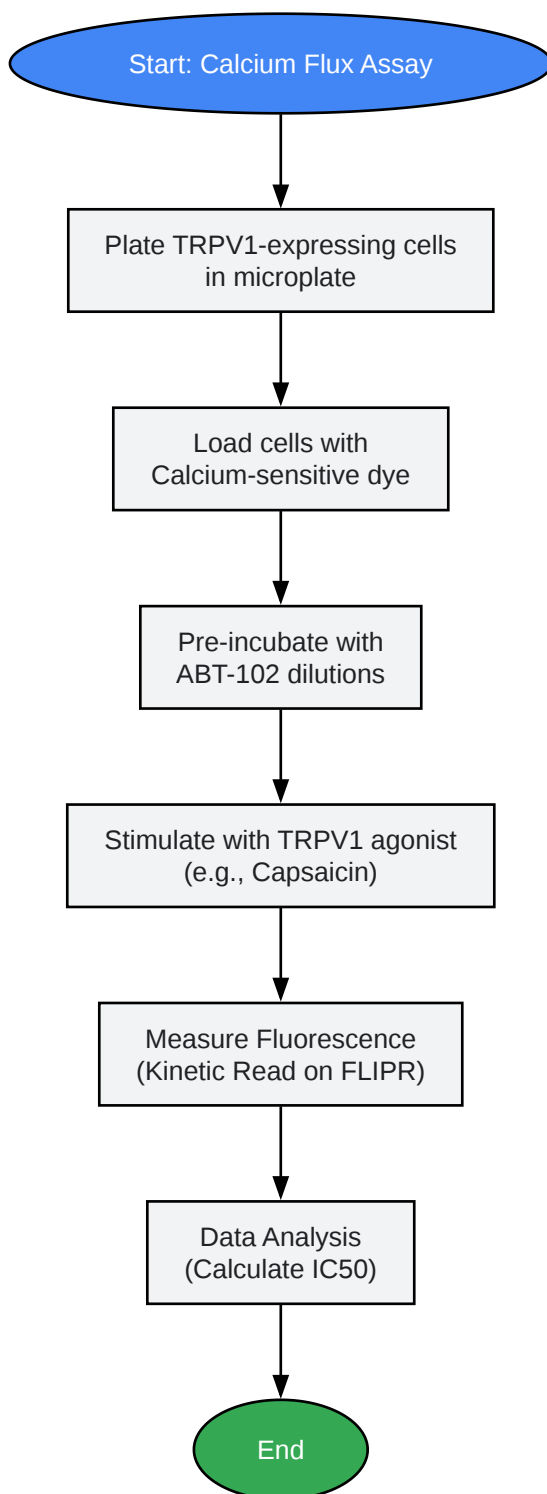 Start: Calcium Flux Assay
Plate TRPV1-expressing cells
in microplate
Load cells with
Calcium-sensitive dye
Pre-incubate with
ABT-102 dilutions
Stimulate with TRPV1 agonist
(e.g., Capsaicin)
Measure Fluorescence
(Kinetic Read on FLIPR)
Data Analysis
(Calculate IC50)
End